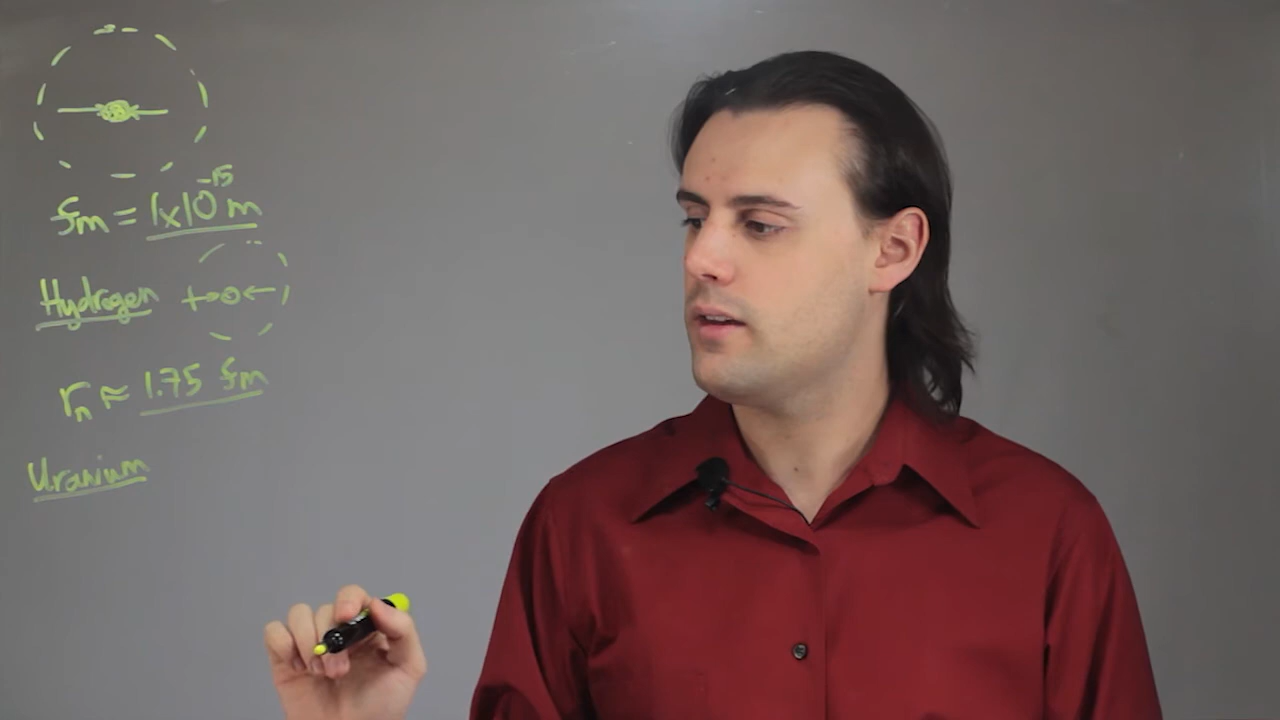 fm = 1x10⁻¹⁵ m
Hydrogen
rₙ ≈ 1.75 fm
Uranium